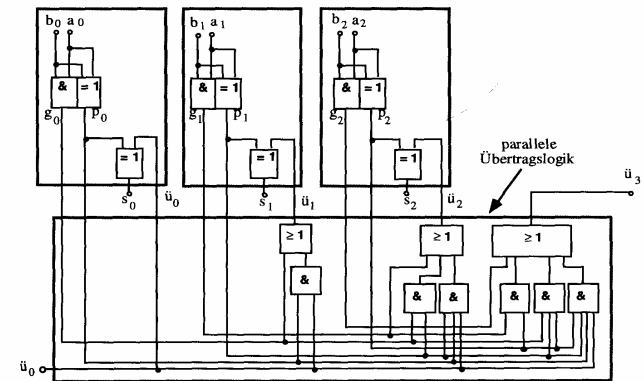 b0 a0
b1 a1
b2 a2
& = 1
& = 1
& = 1
g0 p0
g1 p1
g2 p2
= 1
= 1
= 1
parallele
Übertragslogik
s0 ü0
s1 ü1
s2 ü2
ü3
≥ 1
≥ 1
≥ 1
&
& &
& & &
ü0